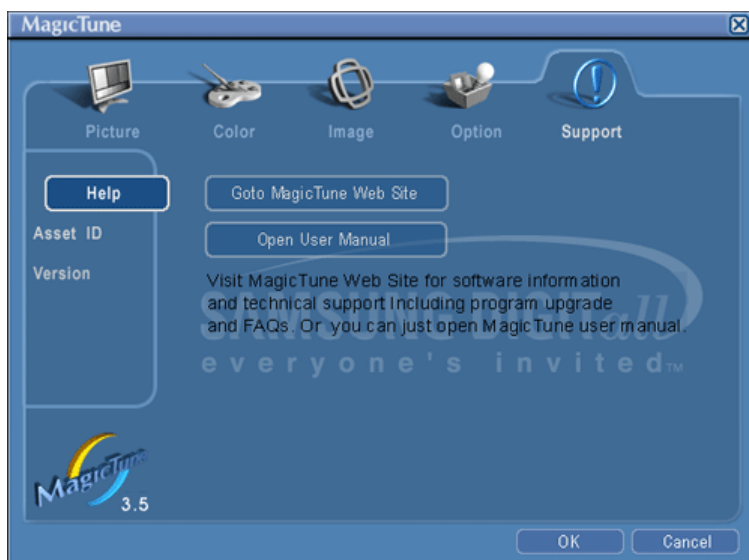 MagicTune
Picture
Color
Image
Option
Support
Help
Asset ID
Version
Goto MagicTune Web Site
Open User Manual
Visit MagicTune Web Site for software information
and technical support Including program upgrade
and FAQs. Or you can just open MagicTune user manual.
SAMSUNG DIGITall
everyone's invited™
MagicTune
3.5
OK
Cancel